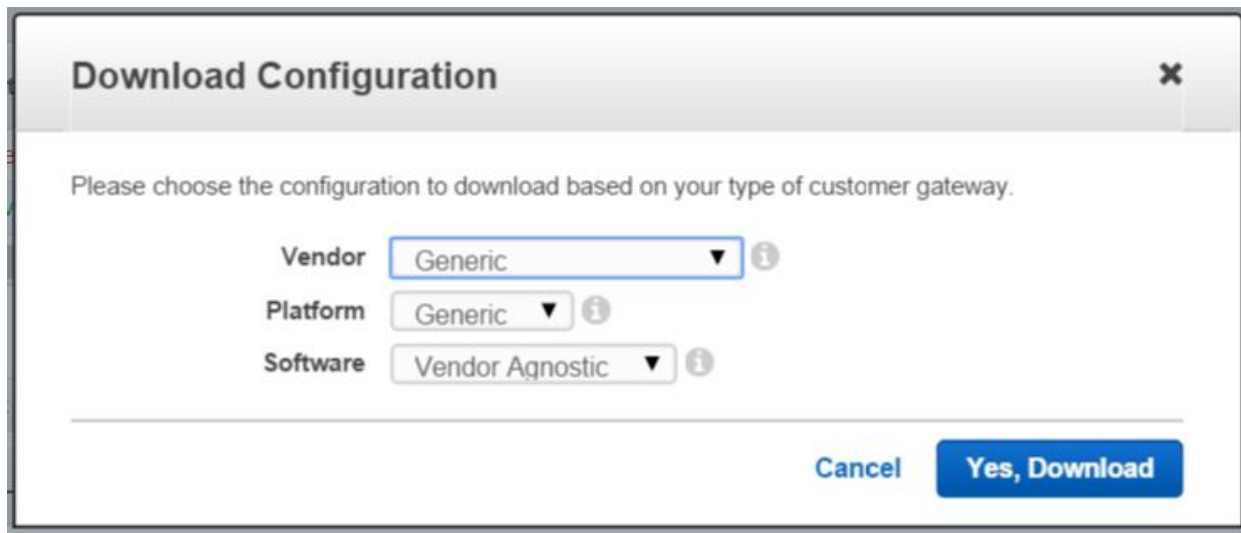 Download Configuration
Please choose the configuration to download based on your type of customer gateway.
Vendor Generic
Platform Generic
Software Vendor Agnostic
Cancel Yes, Download